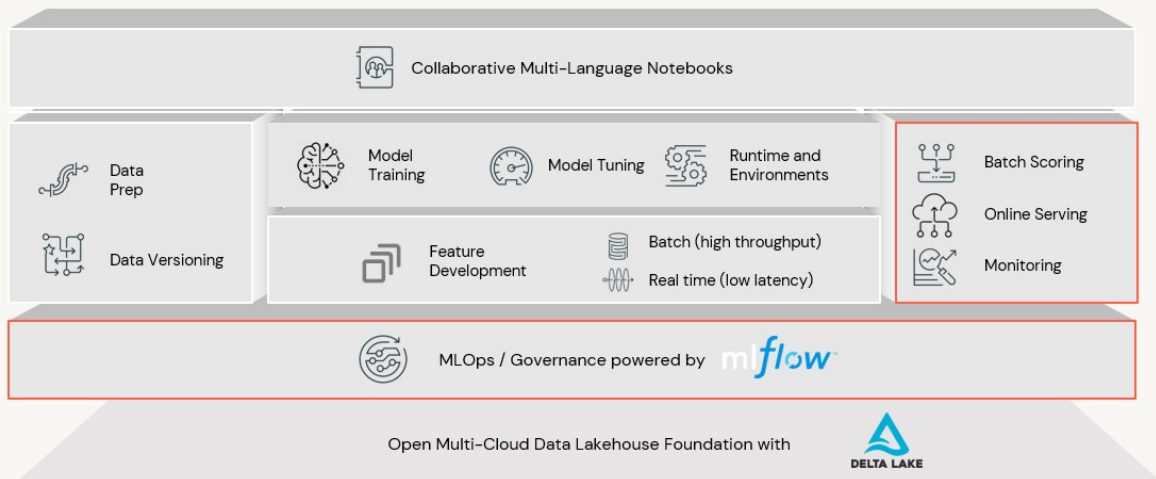 Collaborative Multi-Language Notebooks
Data
Prep
Data Versioning
Model
Training
Model Tuning
Runtime and
Environments
Feature
Development
Batch (high throughput)
Real time (low latency)
Batch Scoring
Online Serving
Monitoring
MLOps / Governance powered by mlflow
Open Multi-Cloud Data Lakehouse Foundation with
DELTA LAKE